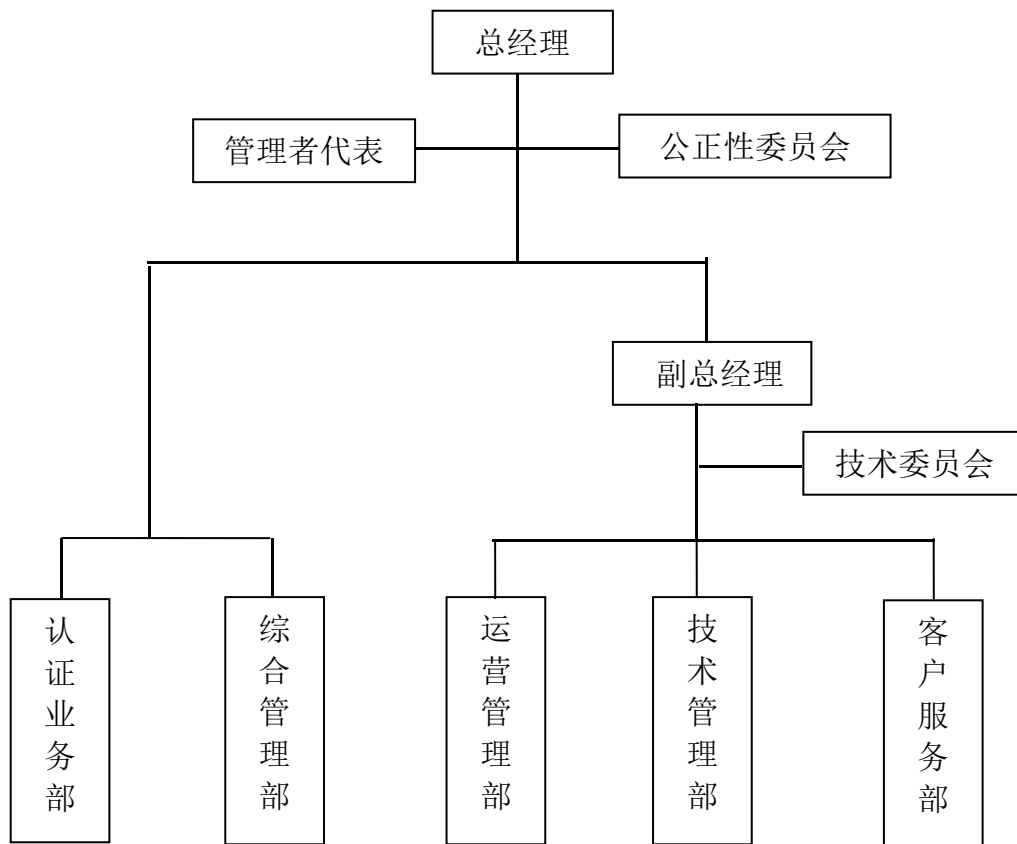 总经理
管理者代表
公正性委员会
副总经理
技术委员会
认证业务部
综合管理部
运营管理部
技术管理部
客户服务部